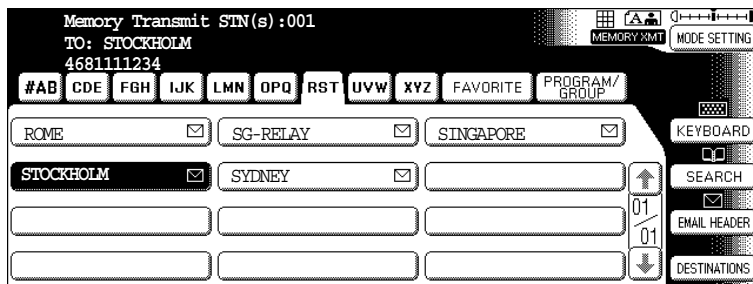 Memory Transmit STN(s):001
TO: STOCKHOLM
4681111234
A
MEMORY XMT
MODE SETTING
#AB CDE FGH IJK LMN OPQ RST UVW XYZ FAVORITE PROGRAM/
GROUP
ROME SG-RELAY SINGAPORE
KEYBOARD
STOCKHOLM SYDNEY
SEARCH
01
01
EMAIL HEADER
DESTINATIONS